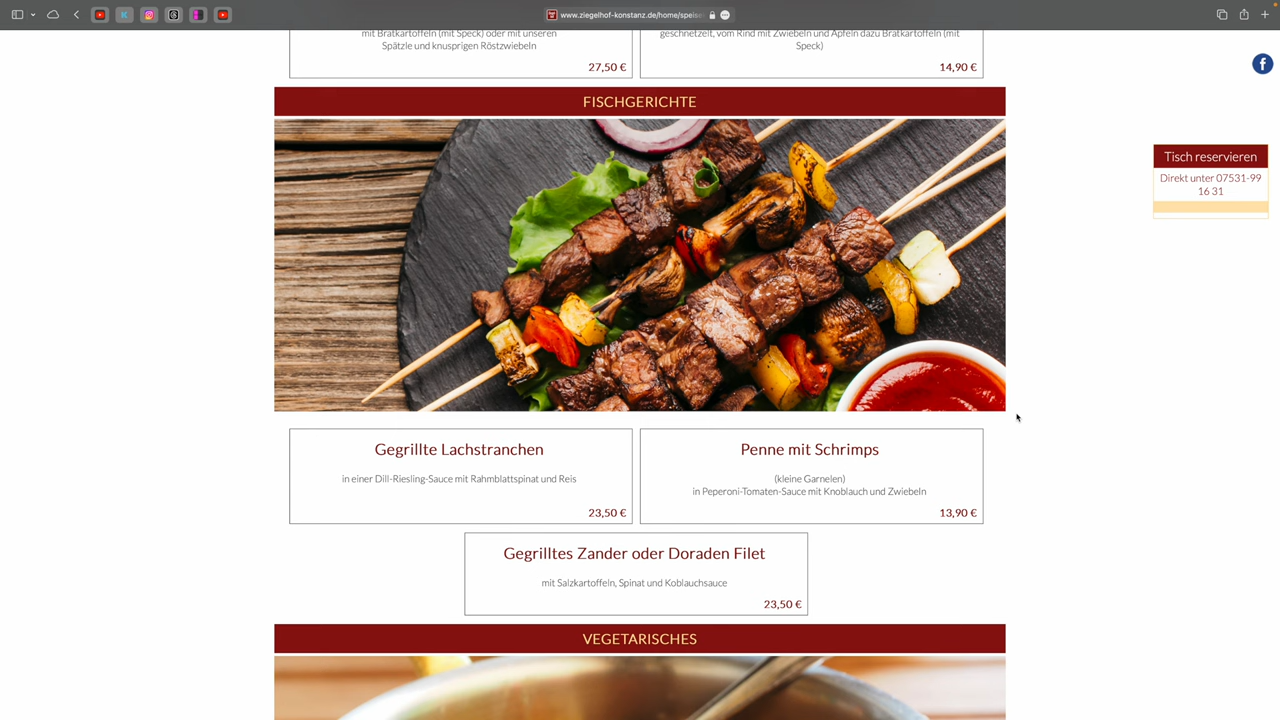 www.ziegelhof-konstanz.de/home/speise
mit Bratkartoffeln (mit Speck) oder mit unseren
Spätzle und knusprigen Röstzwiebeln
27,50 €
geschnetzelt, vom Rind mit Zwiebeln und Äpfeln dazu Bratkartoffeln (mit
Speck)
14,90 €
Tisch reservieren
Direkt unter 07531-99
16 31
FISCHGERICHTE
Gegrillte Lachstranchen
in einer Dill-Riesling-Sauce mit Rahmblattspinat und Reis
23,50 €
Penne mit Schrimps
(kleine Garnelen)
in Peperoni-Tomaten-Sauce mit Knoblauch und Zwiebeln
13,90 €
Gegrilltes Zander oder Doraden Filet
mit Salzkartoffeln, Spinat und Koblauchsauce
23,50 €
VEGETARISCHES